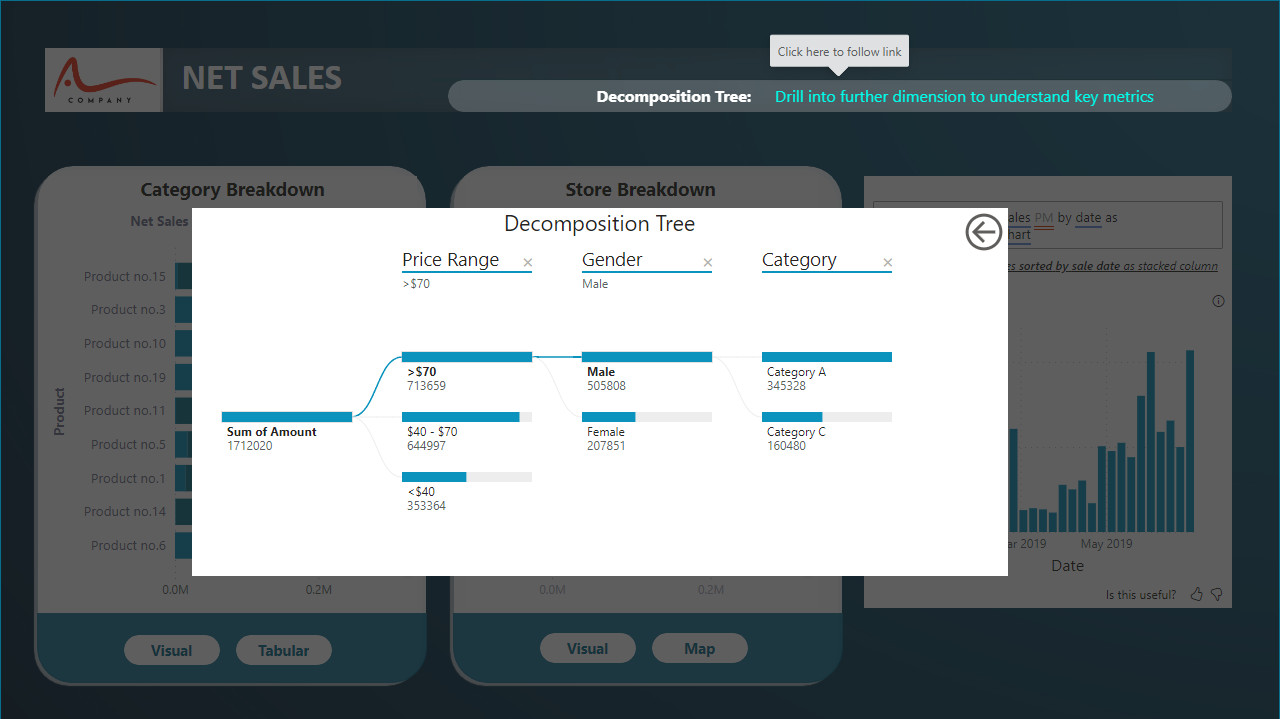 Click here to follow link
COMPANY
NET SALES
Decomposition Tree: Drill into further dimension to understand key metrics
Category Breakdown
Store Breakdown
Net Sales
ales PM by date as
hart
es sorted by sale date as stacked column
Decomposition Tree
Price Range × Gender × Category ×
>$70 Male
>$70
713659
Male
505808
Category A
345328
Sum of Amount
1712020
$40 - $70
644997
Female
207851
Category C
160480
<$40
353364
Product
Product no.15
Product no.3
Product no.10
Product no.19
Product no.11
Product no.5
Product no.1
Product no.14
Product no.6
0.0M 0.2M
0.0M 0.2M
ar 2019 May 2019
Date
Is this useful?
Visual Tabular
Visual Map